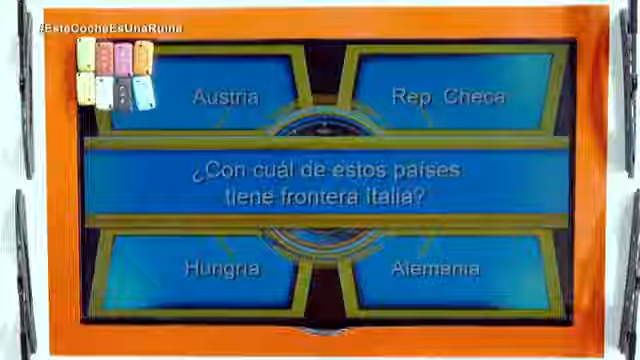 #EsteCocheEsUnaRuina
Austria
Rep. Checa
¿Con cuál de estos países
tiene frontera Italia?
Hungría
Alemania